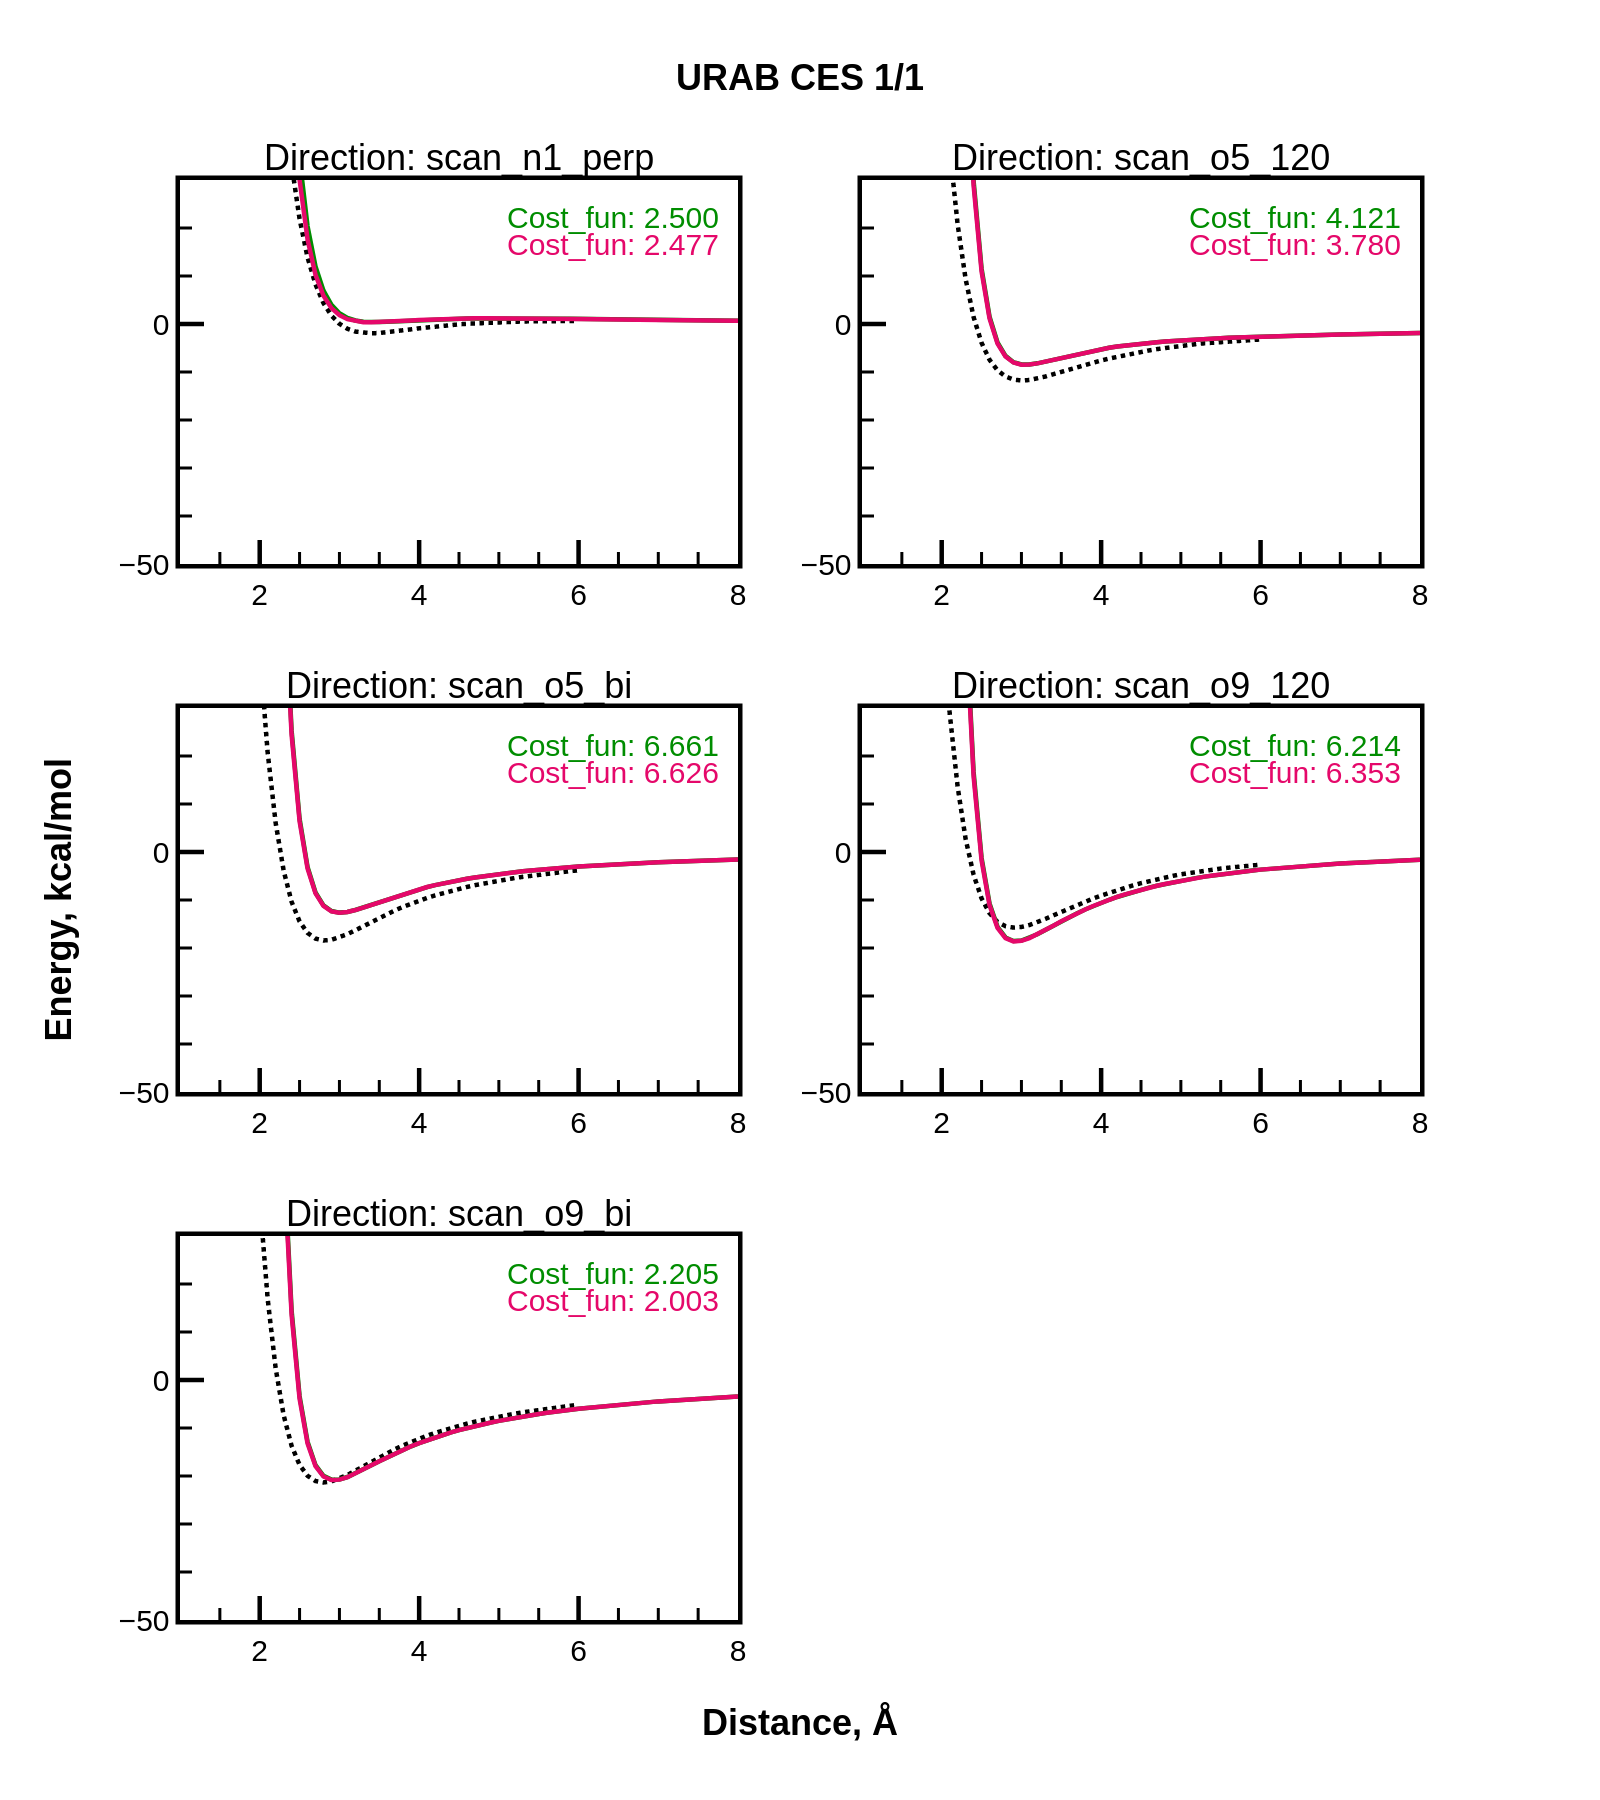 URAB CES 1/1
Direction: scan_n1_perp
Cost_fun: 2.500
Cost_fun: 2.477
0
−50
2 4 6 8
Direction: scan_o5_120
Cost_fun: 4.121
Cost_fun: 3.780
0
−50
2 4 6 8
Energy, kcal/mol
Direction: scan_o5_bi
Cost_fun: 6.661
Cost_fun: 6.626
0
−50
2 4 6 8
Direction: scan_o9_120
Cost_fun: 6.214
Cost_fun: 6.353
0
−50
2 4 6 8
Direction: scan_o9_bi
Cost_fun: 2.205
Cost_fun: 2.003
0
−50
2 4 6 8
Distance, Å